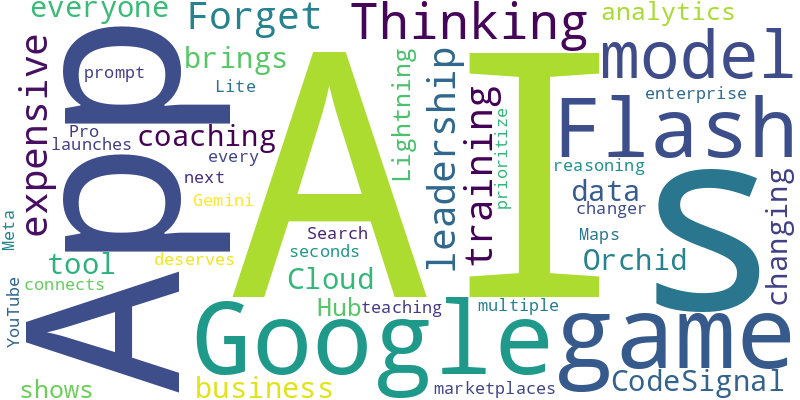 everyone
Forget
Thinking
analytics
expensive
App
prompt
brings
Lite
AI
Lightning
leadership
training
prioritize
model
enterprise
Flash
Pro
launches
coaching
every
next
Gemini
reasoning
data
changer
changing
s
Meta
Search
seconds
Maps
Orchid
deserves
tool
connects
Cloud
Hub
teaching
multiple
YouTube
Google
game
shows
business
marketplaces
CodeSignal